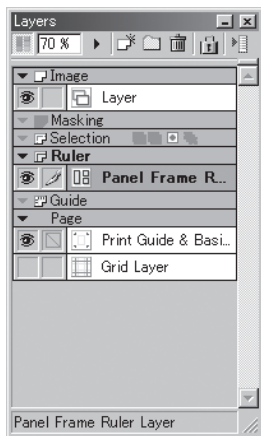 Layers
70 %
Image
Layer
Masking
Selection
Ruler
Panel Frame R...
Guide
Page
Print Guide & Basi...
Grid Layer
Panel Frame Ruler Layer